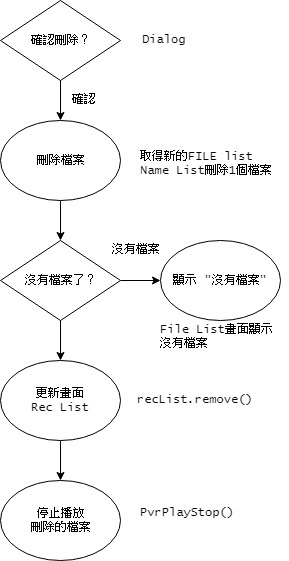 確認刪除？
Dialog
確認
刪除檔案
取得新的FILE list
Name List刪除1個檔案
沒有檔案
沒有檔案了？
顯示 "沒有檔案"
File List畫面顯示
沒有檔案
更新畫面
Rec List
recList.remove()
停止播放
刪除的檔案
PvrPlayStop()